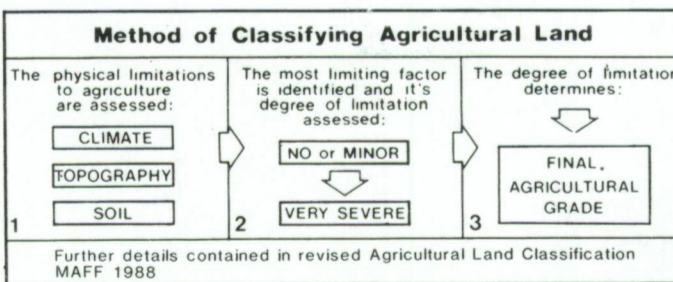 Method of Classifying Agricultural Land
The physical limitations
to agriculture
are assessed:
CLIMATE
TOPOGRAPHY
SOIL
1
The most limiting factor
is identified and it's
degree of limitation
assessed:
NO or MINOR
VERY SEVERE
2
The degree of limitation
determines:
FINAL
AGRICULTURAL
GRADE
3
Further details contained in revised Agricultural Land Classification
MAFF 1988